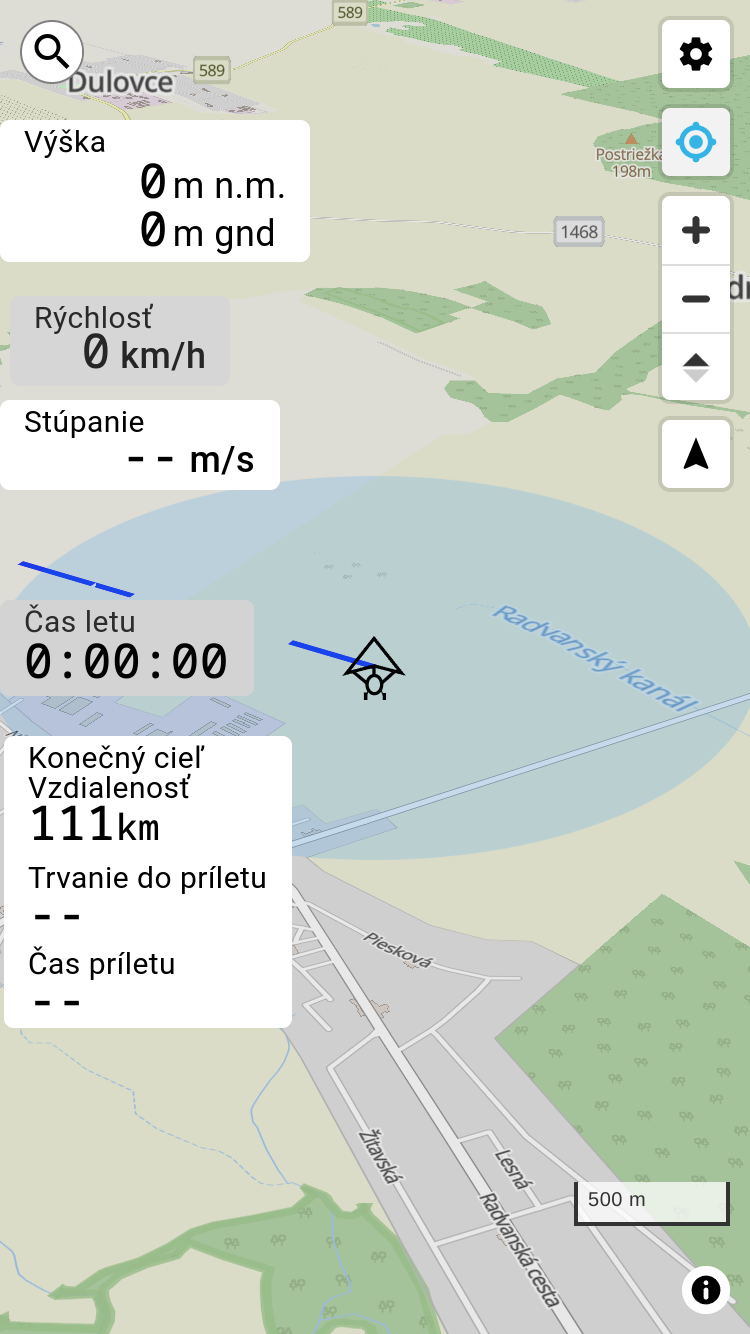 589
589
Dulovce
Výška
0 m n.m.
0 m gnd
Postriežka
198m
1468
Rýchlosť
0 km/h
Stúpanie
-- m/s
Čas letu
0:00:00
Radvanský kanál
Konečný cieľ
Vzdialenosť
111km
Trvanie do príletu
--
Čas príletu
--
Plesková
Žitavská
Lesná
Radvanská cesta
500 m